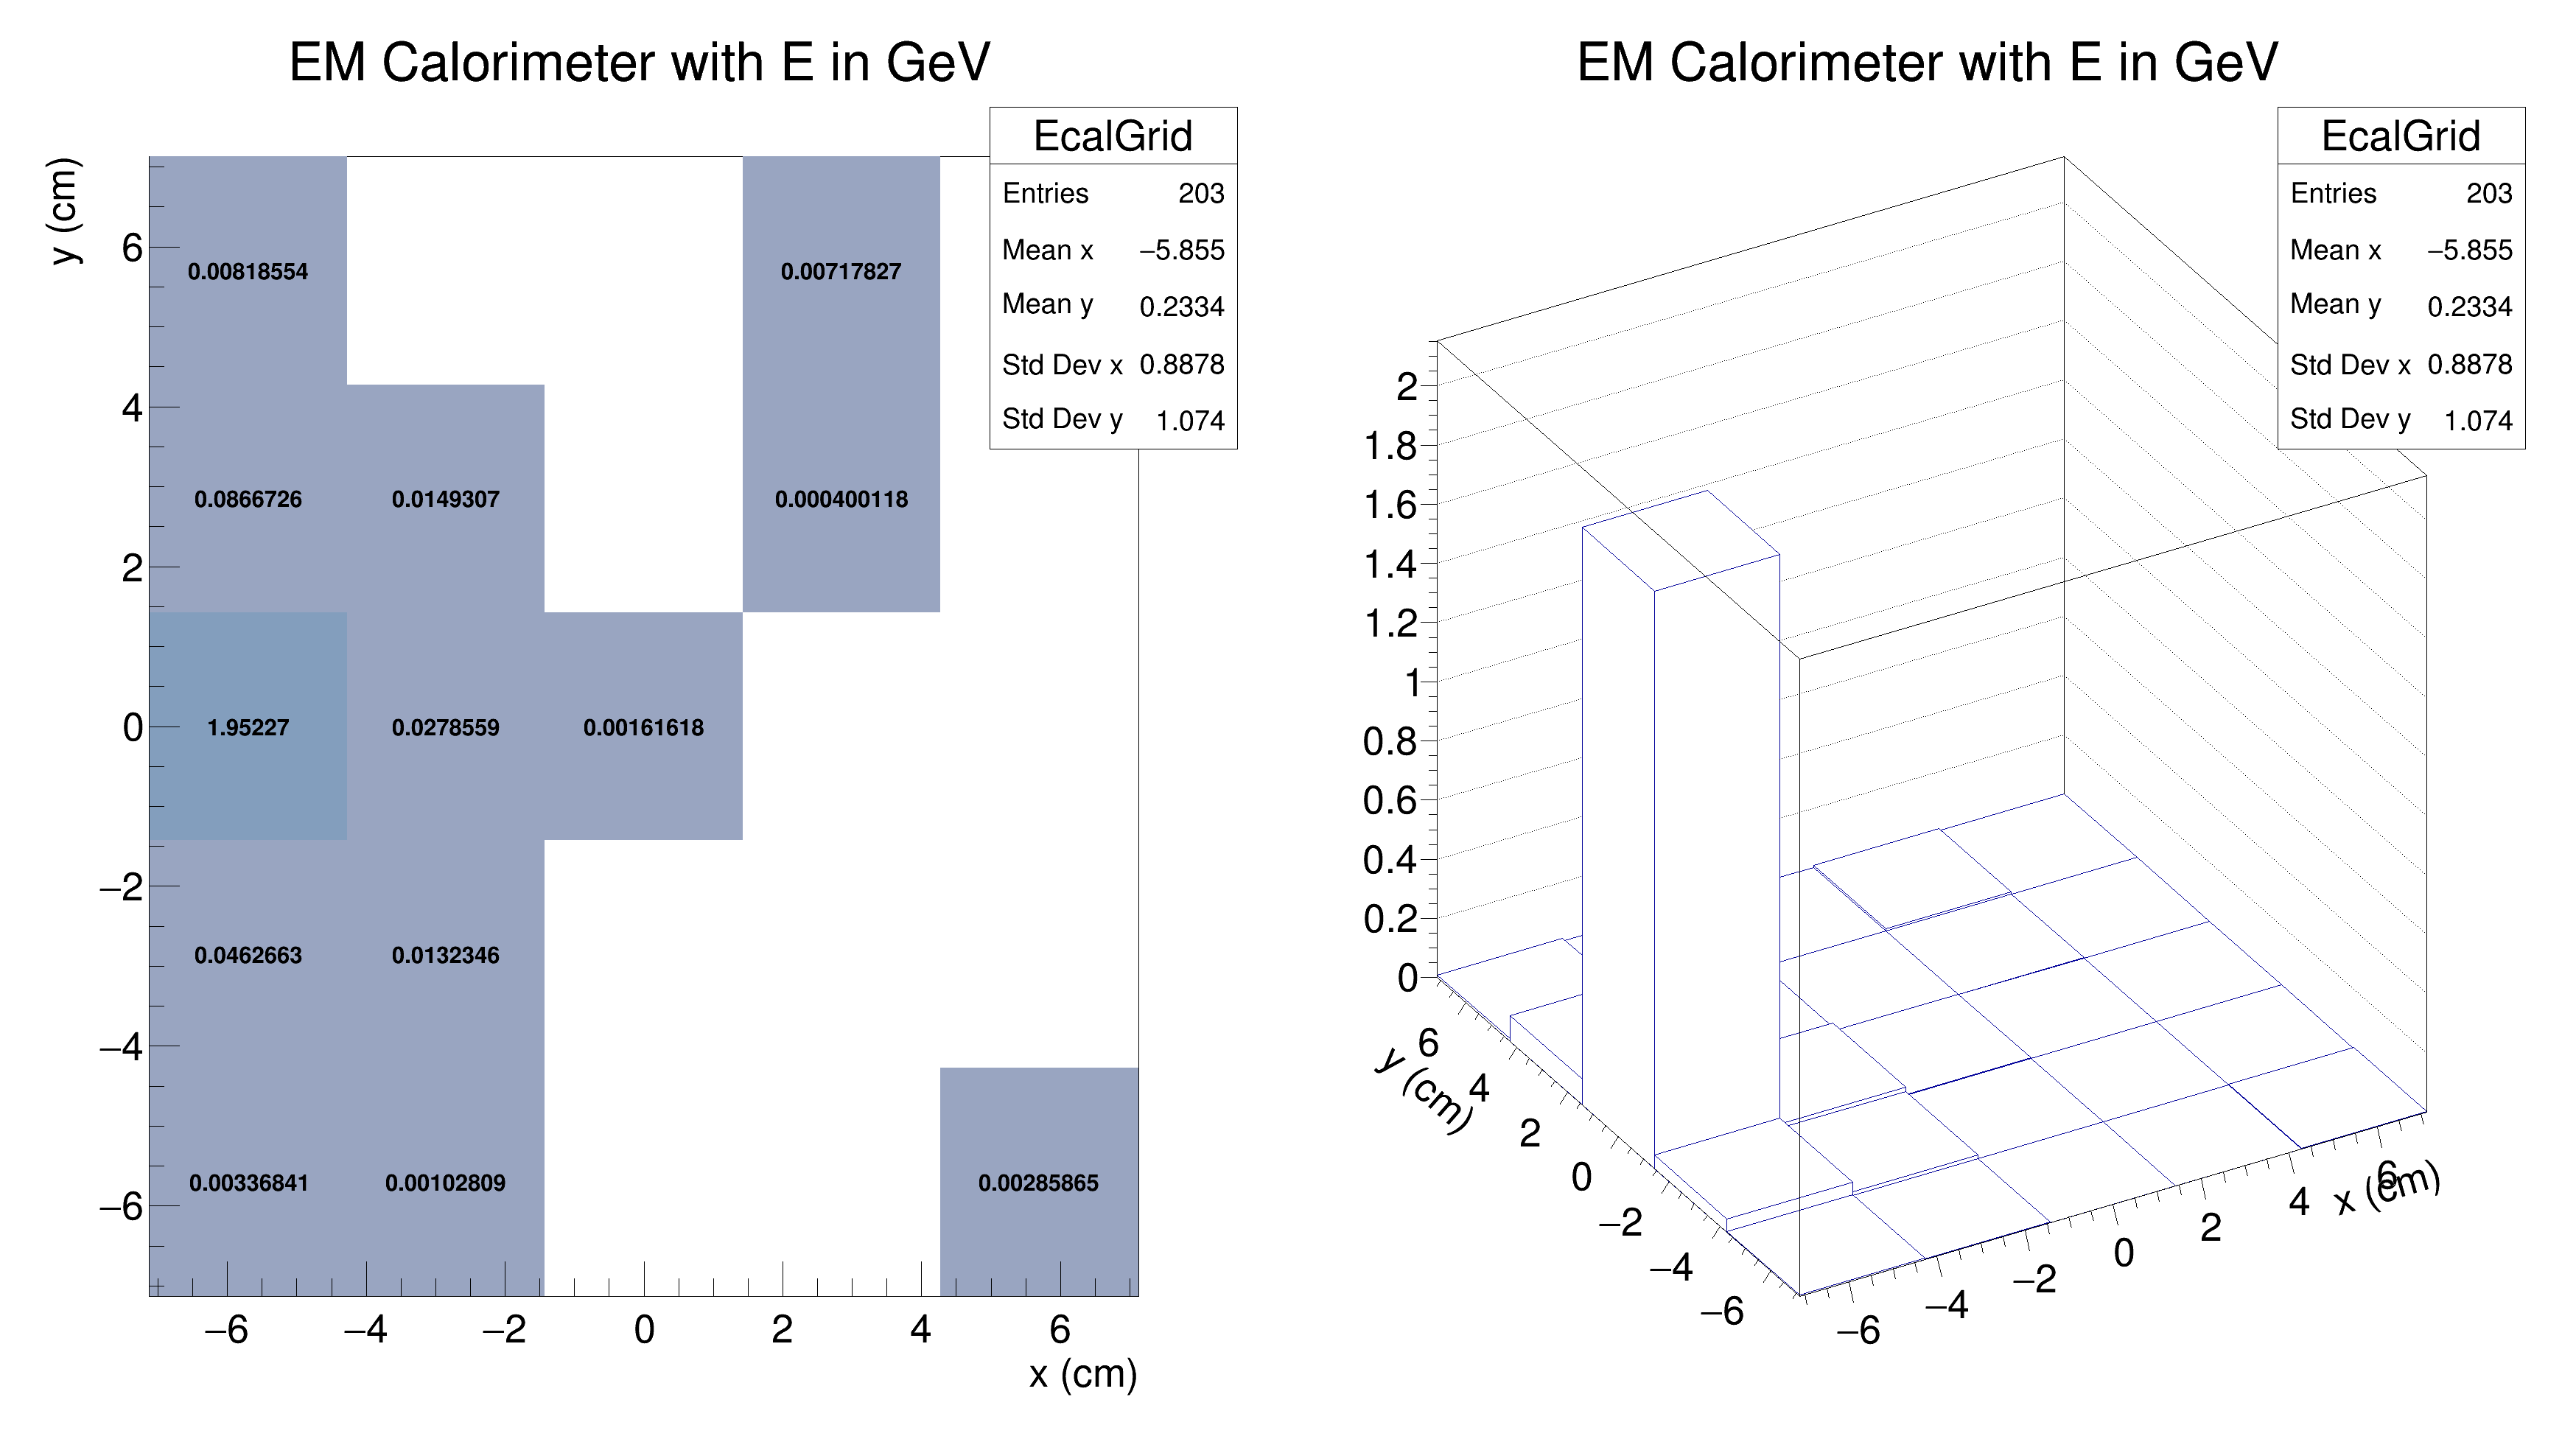 EM Calorimeter with E in GeV
EcalGrid
Entries 203
Mean x −5.855
Mean y 0.2334
Std Dev x 0.8878
Std Dev y 1.074
y (cm)
6
4
2
0
−2
−4
−6
0.00818554 0.00717827
0.0866726 0.0149307 0.000400118
1.95227 0.0278559 0.00161618
0.0462663 0.0132346
0.00336841 0.00102809 0.00285865
−6 −4 −2 0 2 4 6
x (cm)
EM Calorimeter with E in GeV
EcalGrid
Entries 203
Mean x −5.855
Mean y 0.2334
Std Dev x 0.8878
Std Dev y 1.074
2
1.8
1.6
1.4
1.2
1
0.8
0.6
0.4
0.2
0
y (cm)
6
4
2
0
−2
−4
−6
−6
−4
−2
0
2
4
6
x (cm)